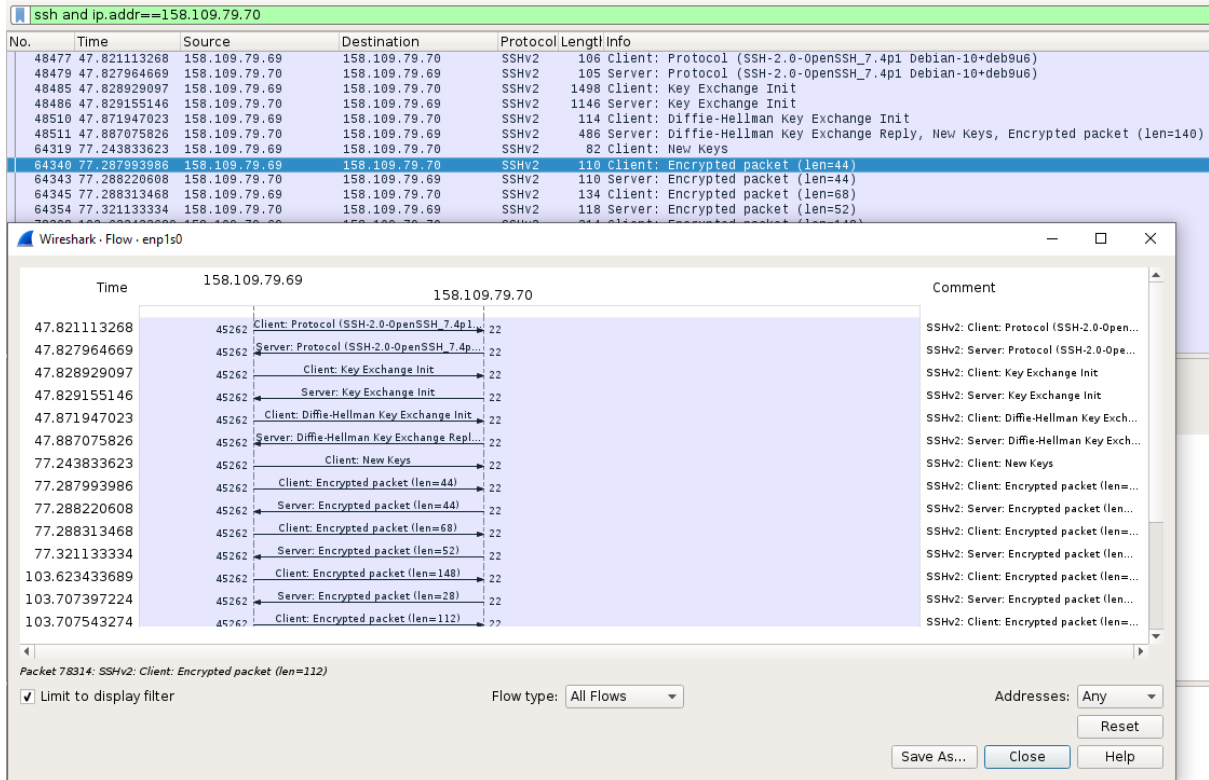 ssh and ip.addr==158.109.79.70
No. Time Source Destination Protocol Length Info
48477 47.821113268 158.109.79.69 158.109.79.70 SSHv2 106 Client: Protocol (SSH-2.0-OpenSSH_7.4p1 Debian-10+deb9u6)
48479 47.827964669 158.109.79.70 158.109.79.69 SSHv2 105 Server: Protocol (SSH-2.0-OpenSSH_7.4p1 Debian-10+deb9u6)
48485 47.828929097 158.109.79.69 158.109.79.70 SSHv2 1498 Client: Key Exchange Init
48486 47.829155146 158.109.79.70 158.109.79.69 SSHv2 1146 Server: Key Exchange Init
48510 47.871947023 158.109.79.69 158.109.79.70 SSHv2 114 Client: Diffie-Hellman Key Exchange Init
48511 47.887075826 158.109.79.70 158.109.79.69 SSHv2 486 Server: Diffie-Hellman Key Exchange Reply, New Keys, Encrypted packet (len=140)
64319 77.243833623 158.109.79.69 158.109.79.70 SSHv2 82 Client: New Keys
64340 77.287993986 158.109.79.69 158.109.79.70 SSHv2 110 Client: Encrypted packet (len=44)
64343 77.288220608 158.109.79.70 158.109.79.69 SSHv2 110 Server: Encrypted packet (len=44)
64345 77.288313468 158.109.79.69 158.109.79.70 SSHv2 134 Client: Encrypted packet (len=68)
64354 77.321133334 158.109.79.70 158.109.79.69 SSHv2 118 Server: Encrypted packet (len=52)
Wireshark · Flow · enp1s0
Time 158.109.79.69 158.109.79.70 Comment
47.821113268 45262 Client: Protocol (SSH-2.0-OpenSSH_7.4p1... 22 SSHv2: Client: Protocol (SSH-2.0-Open...
47.827964669 45262 Server: Protocol (SSH-2.0-OpenSSH_7.4p... 22 SSHv2: Server: Protocol (SSH-2.0-Ope...
47.828929097 45262 Client: Key Exchange Init 22 SSHv2: Client: Key Exchange Init
47.829155146 45262 Server: Key Exchange Init 22 SSHv2: Server: Key Exchange Init
47.871947023 45262 Client: Diffie-Hellman Key Exchange Init 22 SSHv2: Client: Diffie-Hellman Key Exch...
47.887075826 45262 Server: Diffie-Hellman Key Exchange Repl... 22 SSHv2: Server: Diffie-Hellman Key Exch...
77.243833623 45262 Client: New Keys 22 SSHv2: Client: New Keys
77.287993986 45262 Client: Encrypted packet (len=44) 22 SSHv2: Client: Encrypted packet (len=...
77.288220608 45262 Server: Encrypted packet (len=44) 22 SSHv2: Server: Encrypted packet (len...
77.288313468 45262 Client: Encrypted packet (len=68) 22 SSHv2: Client: Encrypted packet (len=...
77.321133334 45262 Server: Encrypted packet (len=52) 22 SSHv2: Server: Encrypted packet (len...
103.623433689 45262 Client: Encrypted packet (len=148) 22 SSHv2: Client: Encrypted packet (len=...
103.707397224 45262 Server: Encrypted packet (len=28) 22 SSHv2: Server: Encrypted packet (len...
103.707543274 45262 Client: Encrypted packet (len=112) 22 SSHv2: Client: Encrypted packet (len=...
Packet 78314: SSHv2: Client: Encrypted packet (len=112)
Limit to display filter Flow type: All Flows Addresses: Any
Reset
Save As... Close Help